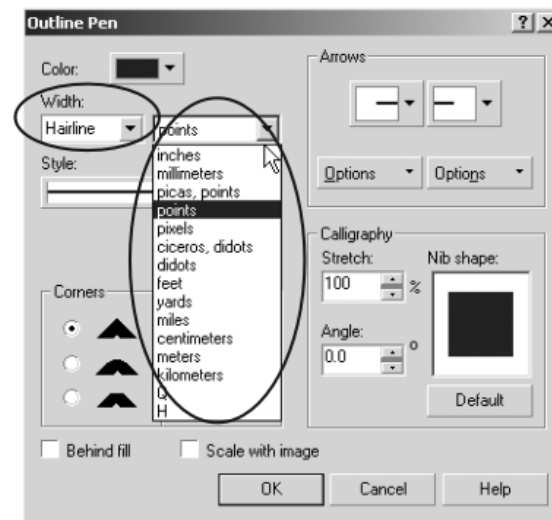 Outline Pen
Color:
Width:
Hairline
points
Style:
inches
millimeters
picas, points
points
pixels
ciceros, didots
didots
feet
yards
miles
centimeters
meters
kilometers
Q
H
Corners
Arrows
Options
Options
Calligraphy
Stretch:
100 %
Angle:
0.0 °
Nib shape:
Default
Behind fill
Scale with image
OK
Cancel
Help